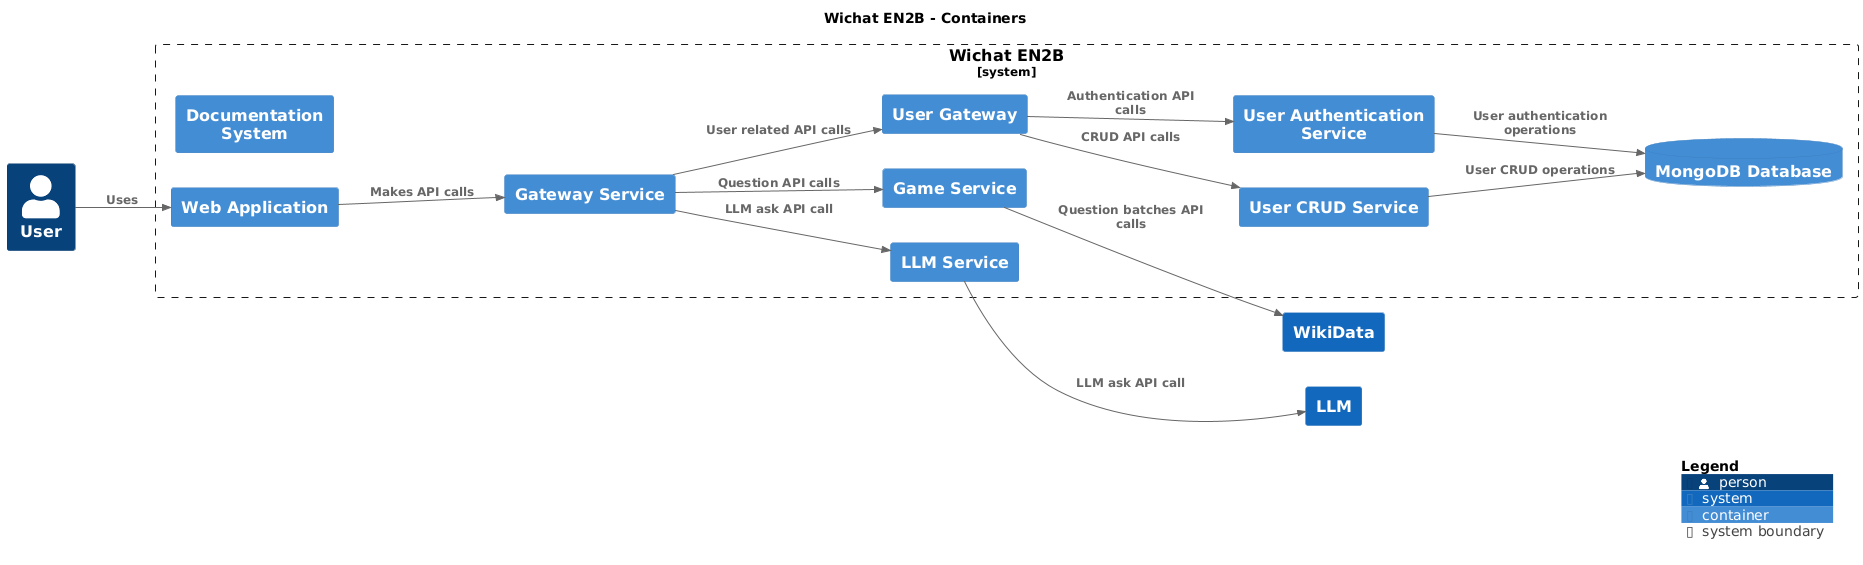 Wichat EN2B - Containers
Wichat EN2B
[system]
Documentation
System
User
Uses
Web Application
Makes API calls
Gateway Service
User related API calls
Question API calls
LLM ask API call
User Gateway
Game Service
LLM Service
Authentication API
calls
CRUD API calls
Question batches API
calls
LLM ask API call
User Authentication
Service
User CRUD Service
WikiData
LLM
User authentication
operations
User CRUD operations
MongoDB Database
Legend
person
system
container
system boundary